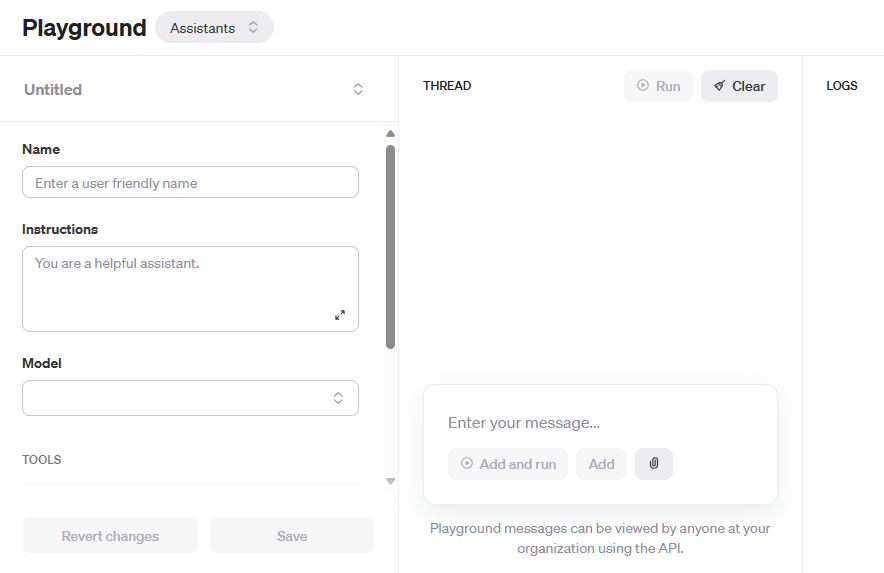 Playground
Assistants
Untitled
Name
Enter a user friendly name
Instructions
You are a helpful assistant.
Model
TOOLS
Revert changes
Save
THREAD
Run
Clear
Enter your message...
Add and run
Add
Playground messages can be viewed by anyone at your
organization using the API.
LOGS